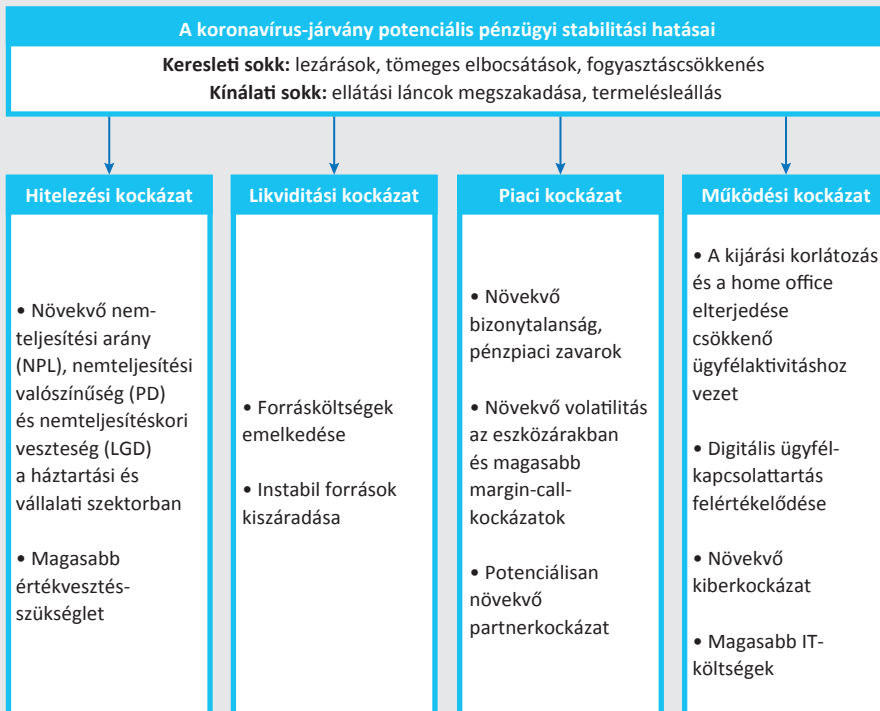 A koronavírus-járvány potenciális pénzügyi stabilitási hatásai
Keresleti sokk: lezárások, tömeges elbocsátások, fogyasztáscsökkenés
Kínálati sokk: ellátási láncok megszakadása, termelésleállás
Hitelezési kockázat
• Növekvő nem-
teljesítési arány
(NPL), nemteljesítési
valószínűség (PD)
és nemteljesítéskori
veszteség (LGD)
a háztartási és
vállalati szektorban
• Magasabb
értékvesztés-
szükséglet
Likviditási kockázat
• Forrásköltségek
emelkedése
• Instabil források
kiszáradása
Piaci kockázat
• Növekvő
bizonytalanság,
pénzpiaci zavarok
• Növekvő volatilitás
az eszközárakban
és magasabb
margin-call-
kockázatok
• Potenciálisan
növekvő
partnerkockázat
Működési kockázat
• A kijárási korlátozás
és a home office
elterjedése
csökkenő
ügyfélaktivitáshoz
vezet
• Digitális ügyfél-
kapcsolattartás
felértékelődése
• Növekvő
kiberkockázat
• Magasabb IT-
költségek